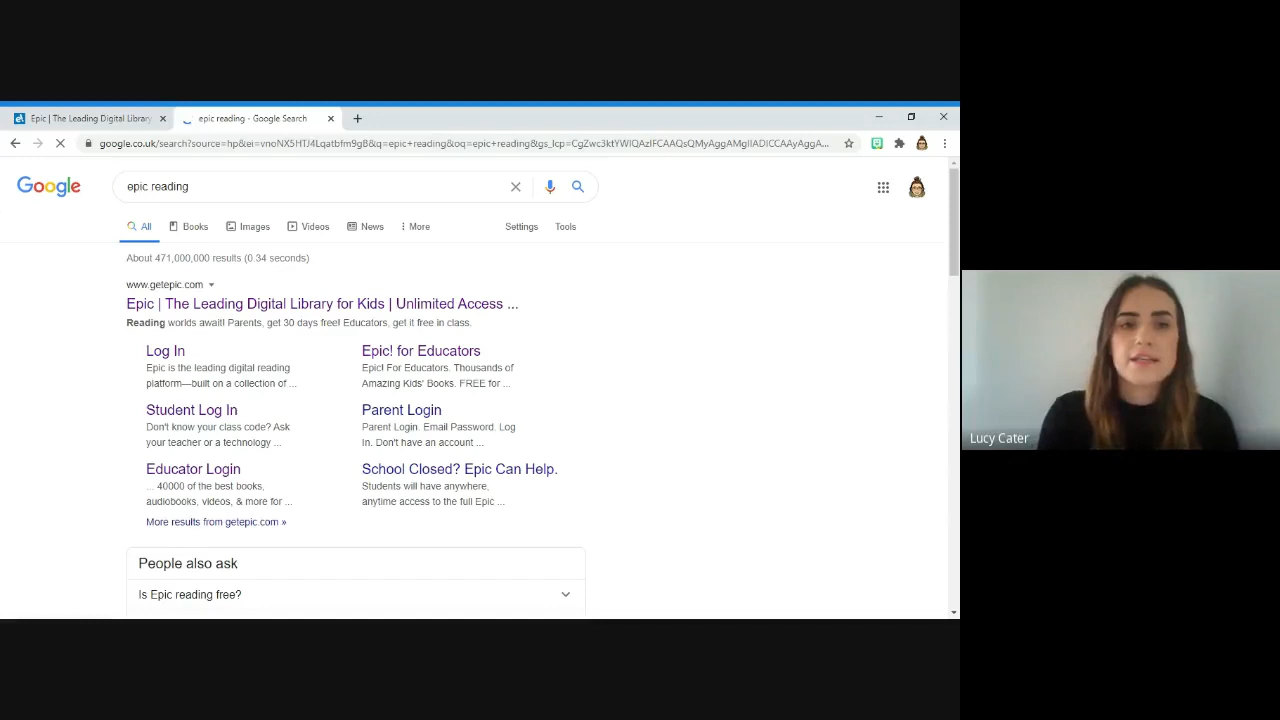 Epic | The Leading Digital Library
epic reading - Google Search
google.co.uk/search?source=hp&ei=
Google
epic reading
All
Books
Images
Videos
News
More
Settings
Tools
About 471,000,000 results (0.34 seconds)
www.getepic.com
Epic | The Leading Digital Library for Kids | Unlimited Access ...
Reading worlds await! Parents, get 30 days free! Educators, get it free in class.
Log In
Epic is the leading digital reading
platform—built on a collection of ...
Epic! for Educators
Epic! For Educators. Thousands of
Amazing Kids' Books. FREE for ...
Student Log In
Don't know your class code? Ask
your teacher or a technology ...
Parent Login
Parent Login. Email Password. Log
In. Don't have an account ...
Educator Login
... 40000 of the best books,
audiobooks, videos, & more for ...
School Closed? Epic Can Help.
Students will have anywhere,
anytime access to the full Epic ...
More results from getepic.com »
People also ask
Is Epic reading free?
Lucy Cater